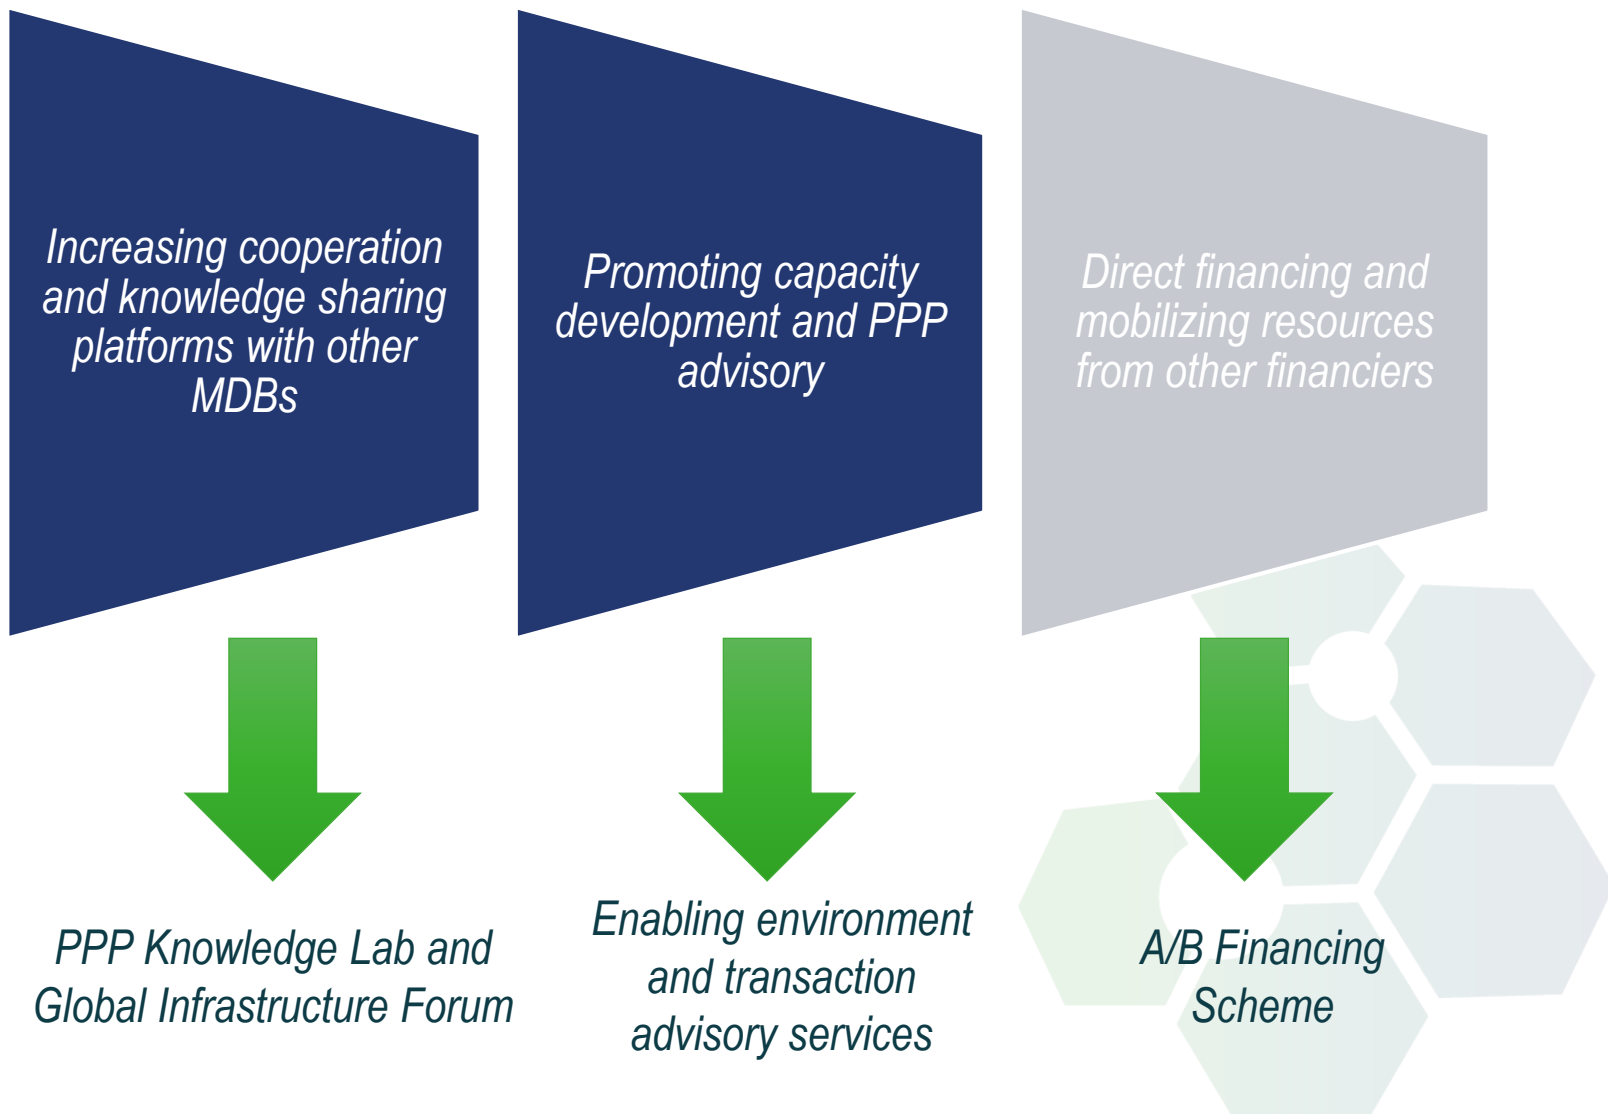 Increasing cooperation
and knowledge sharing
platforms with other
MDBs
Promoting capacity
development and PPP
advisory
Direct financing and
mobilizing resources
from other financiers
PPP Knowledge Lab and
Global Infrastructure Forum
Enabling environment
and transaction
advisory services
A/B Financing
Scheme